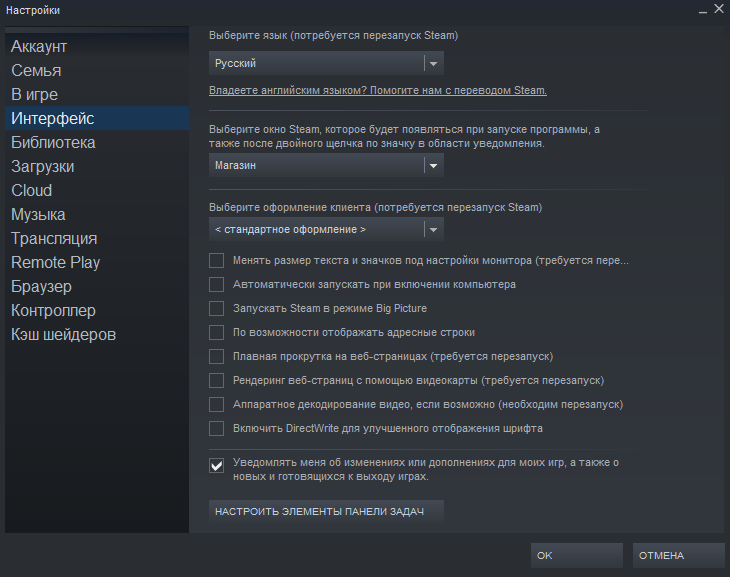 Настройки
Аккаунт
Семья
В игре
Интерфейс
Библиотека
Загрузки
Cloud
Музыка
Трансляция
Remote Play
Браузер
Контроллер
Кэш шейдеров
Выберите язык (потребуется перезапуск Steam)
Русский
Владеете английским языком? Помогите нам с переводом Steam.
Выберите окно Steam, которое будет появляться при запуске программы, а
также после двойного щелчка по значку в области уведомления.
Магазин
Выберите оформление клиента (потребуется перезапуск Steam)
< стандартное оформление >
Менять размер текста и значков под настройки монитора (требуется пере...
Автоматически запускать при включении компьютера
Запускать Steam в режиме Big Picture
По возможности отображать адресные строки
Плавная прокрутка на веб-страницах (требуется перезапуск)
Рендеринг веб-страниц с помощью видеокарты (требуется перезапуск)
Аппаратное декодирование видео, если возможно (необходим перезапуск)
Включить DirectWrite для улучшенного отображения шрифта
Уведомлять меня об изменениях или дополнениях для моих игр, а также о
новых и готовящихся к выходу играх.
НАСТРОИТЬ ЭЛЕМЕНТЫ ПАНЕЛИ ЗАДАЧ
OK
ОТМЕНА